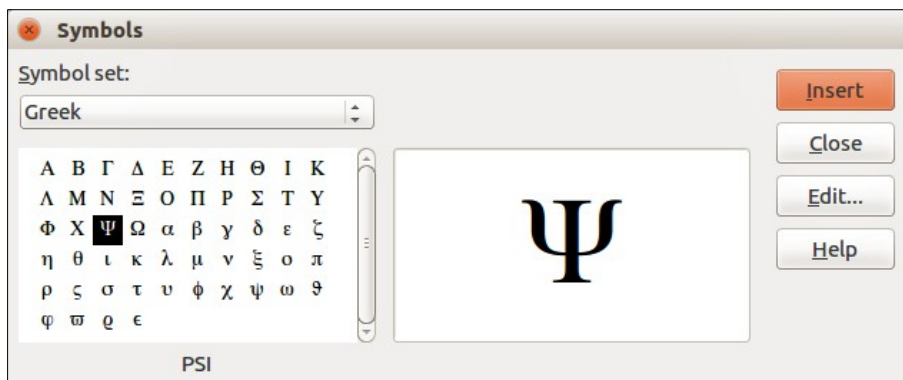 Symbols
Symbol set:
Greek
Α Β Γ Δ Ε Ζ Η Θ Ι Κ
Λ Μ Ν Ξ Ο Π Ρ Σ Τ Υ
Φ Χ Ψ Ω α β γ δ ε ζ
η θ ι κ λ μ ν ξ ο π
ρ ς σ τ υ ϕ χ ψ ω ϑ
φ ϖ ϱ ϵ
PSI
Ψ
Insert
Close
Edit...
Help